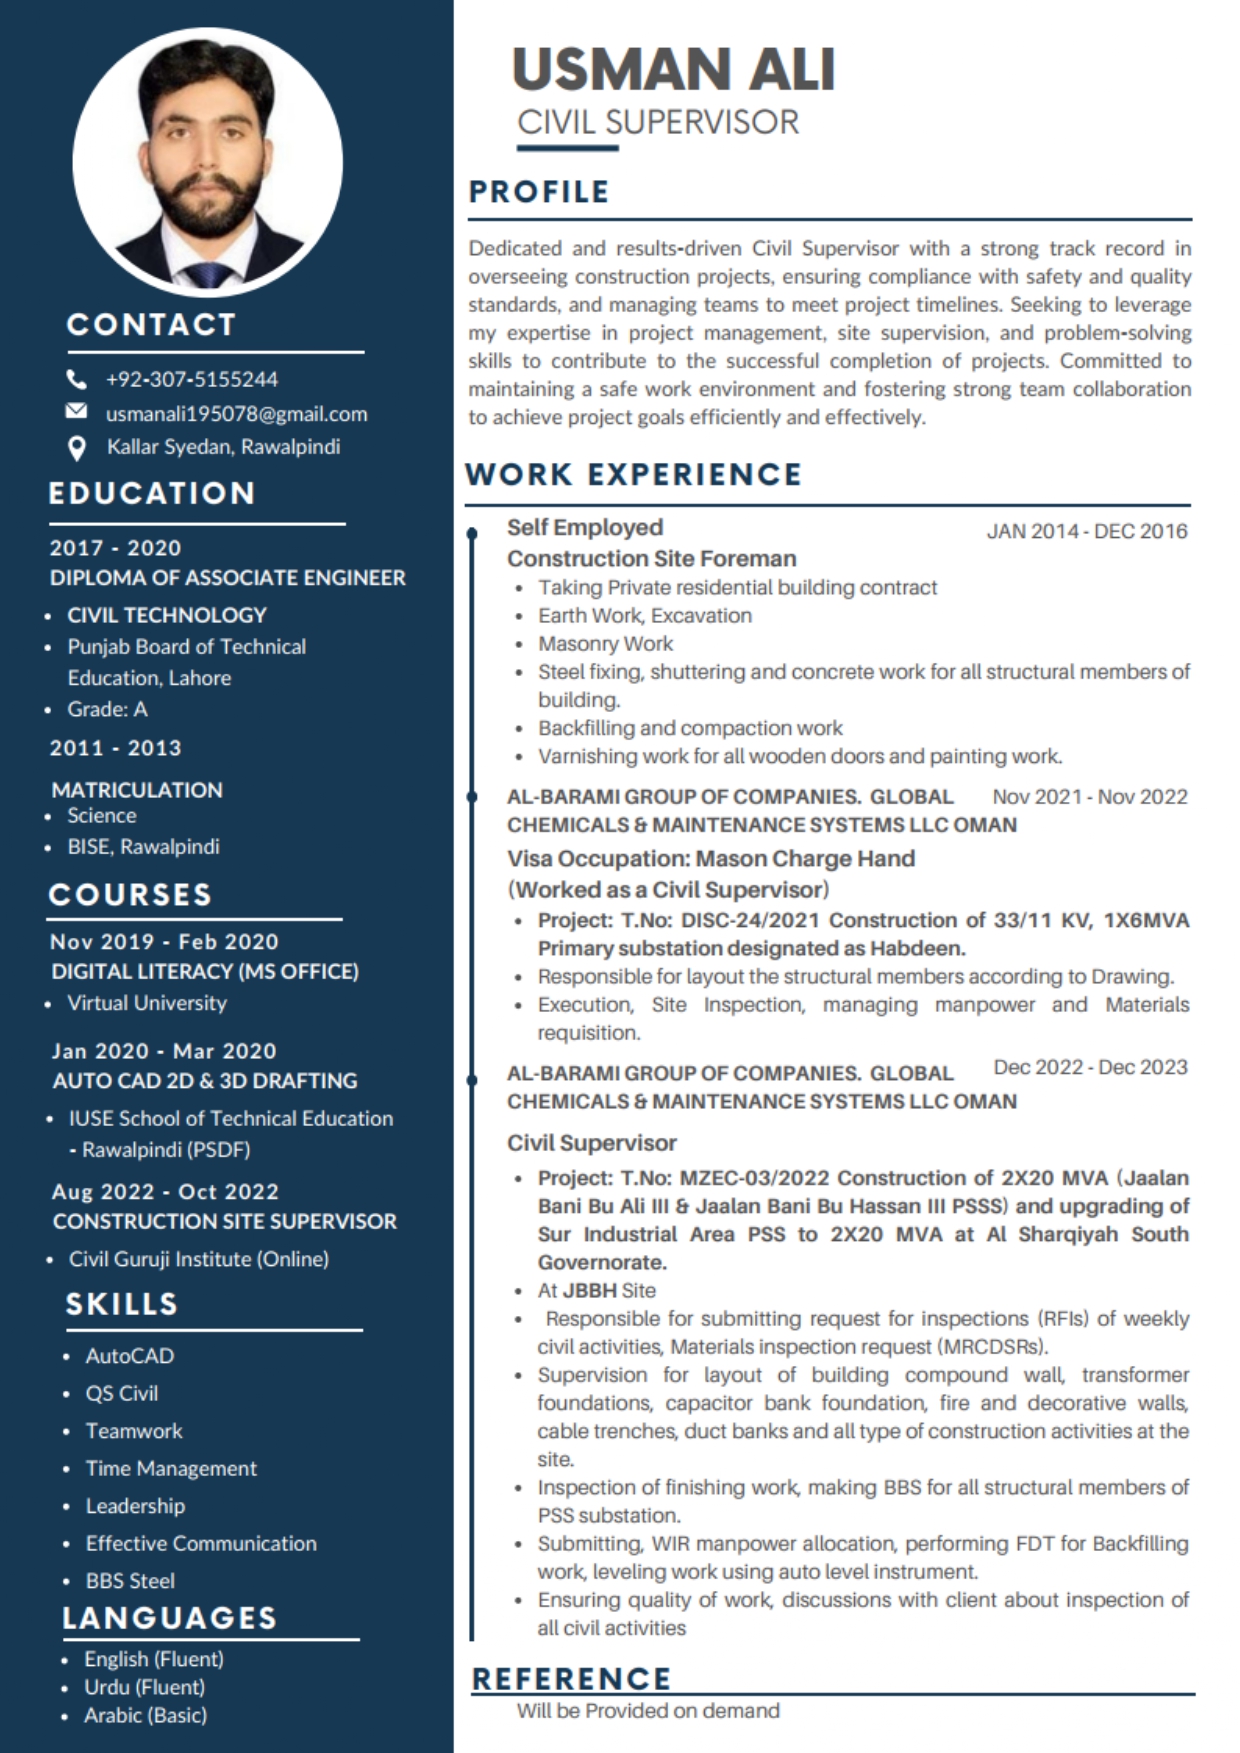 USMAN ALI
CIVIL SUPERVISOR
CONTACT
+92-307-5155244
usmanali195078@gmail.com
Kallar Syedan, Rawalpindi
EDUCATION
2017 - 2020
DIPLOMA OF ASSOCIATE ENGINEER
• CIVIL TECHNOLOGY
• Punjab Board of Technical
Education, Lahore
• Grade: A
2011 - 2013
MATRICULATION
• Science
• BISE, Rawalpindi
COURSES
Nov 2019 - Feb 2020
DIGITAL LITERACY (MS OFFICE)
• Virtual University
Jan 2020 - Mar 2020
AUTO CAD 2D & 3D DRAFTING
• IUSE School of Technical Education
- Rawalpindi (PSDF)
Aug 2022 - Oct 2022
CONSTRUCTION SITE SUPERVISOR
• Civil Guruji Institute (Online)
SKILLS
• AutoCAD
• QS Civil
• Teamwork
• Time Management
• Leadership
• Effective Communication
• BBS Steel
LANGUAGES
• English (Fluent)
• Urdu (Fluent)
• Arabic (Basic)
PROFILE
Dedicated and results-driven Civil Supervisor with a strong track record in
overseeing construction projects, ensuring compliance with safety and quality
standards, and managing teams to meet project timelines. Seeking to leverage
my expertise in project management, site supervision, and problem-solving
skills to contribute to the successful completion of projects. Committed to
maintaining a safe work environment and fostering strong team collaboration
to achieve project goals efficiently and effectively.
WORK EXPERIENCE
Self Employed JAN 2014 - DEC 2016
Construction Site Foreman
• Taking Private residential building contract
• Earth Work, Excavation
• Masonry Work
• Steel fixing, shuttering and concrete work for all structural members of
building.
• Backfilling and compaction work
• Varnishing work for all wooden doors and painting work.
AL-BARAMI GROUP OF COMPANIES. GLOBAL Nov 2021 - Nov 2022
CHEMICALS & MAINTENANCE SYSTEMS LLC OMAN
Visa Occupation: Mason Charge Hand
(Worked as a Civil Supervisor)
• Project: T.No: DISC-24/2021 Construction of 33/11 KV, 1X6MVA
Primary substation designated as Habdeen.
• Responsible for layout the structural members according to Drawing.
• Execution, Site Inspection, managing manpower and Materials
requisition.
AL-BARAMI GROUP OF COMPANIES. GLOBAL Dec 2022 - Dec 2023
CHEMICALS & MAINTENANCE SYSTEMS LLC OMAN
Civil Supervisor
• Project: T.No: MZEC-03/2022 Construction of 2X20 MVA (Jaalan
Bani Bu Ali III & Jaalan Bani Bu Hassan III PSSS) and upgrading of
Sur Industrial Area PSS to 2X20 MVA at Al Sharqiyah South
Governorate.
• At JBBH Site
• Responsible for submitting request for inspections (RFIs) of weekly
civil activities, Materials inspection request (MRCDSRs).
• Supervision for layout of building compound wall, transformer
foundations, capacitor bank foundation, fire and decorative walls,
cable trenches, duct banks and all type of construction activities at the
site.
• Inspection of finishing work, making BBS for all structural members of
PSS substation.
• Submitting, WIR manpower allocation, performing FDT for Backfilling
work, leveling work using auto level instrument.
• Ensuring quality of work, discussions with client about inspection of
all civil activities
REFERENCE
Will be Provided on demand